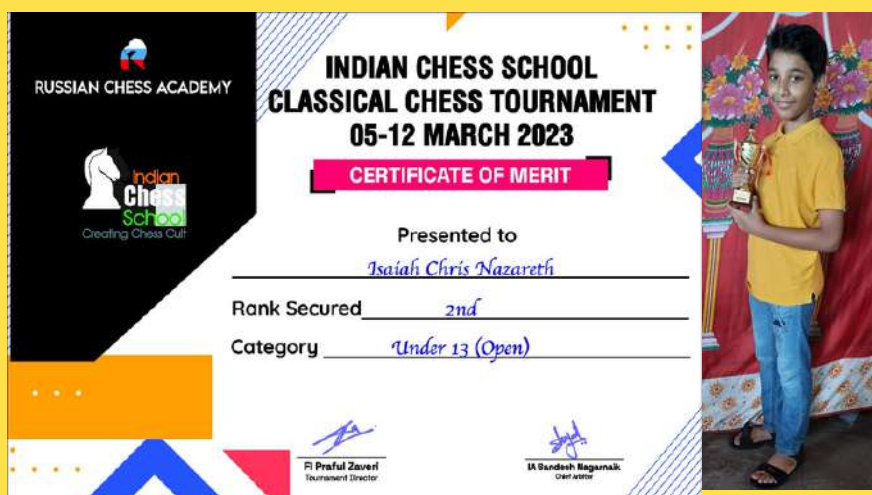 RUSSIAN CHESS ACADEMY
Indian
Chess
School
Creating Chess Cult
INDIAN CHESS SCHOOL
CLASSICAL CHESS TOURNAMENT
05-12 MARCH 2023
CERTIFICATE OF MERIT
Presented to
Isaiah Chris Nazareth
Rank Secured 2nd
Category Under 13 (Open)
FI Praful Zaveri
Tournament Director
IA Sandesh Nagarnaik
Chief Arbiter